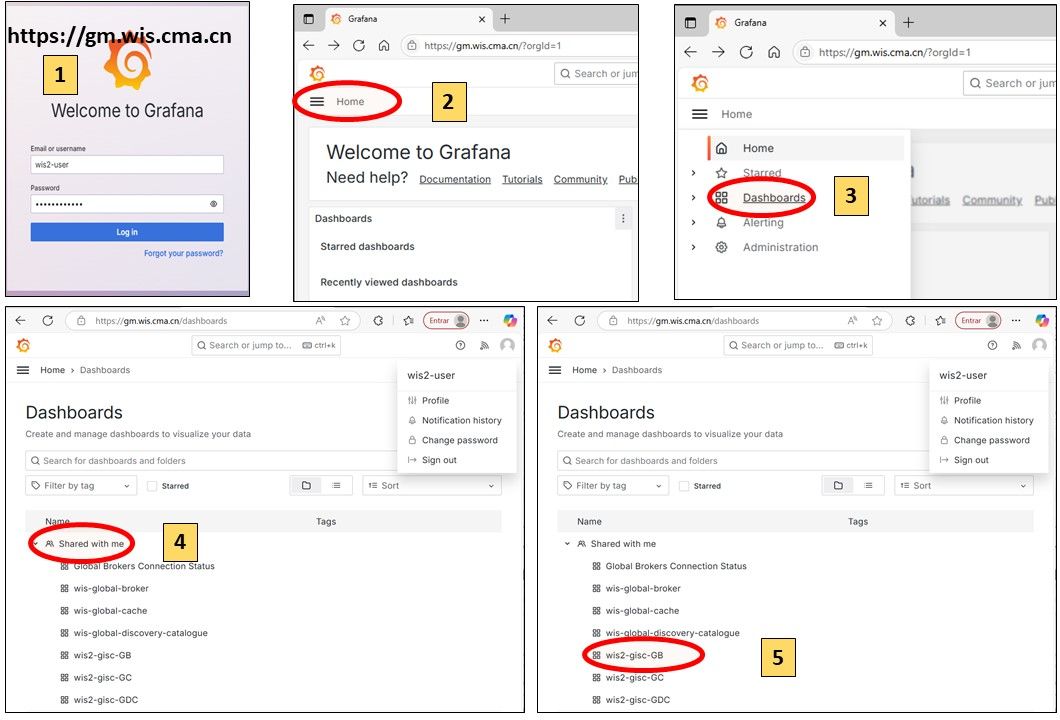 https://gm.wis.cma.cn
1
Welcome to Grafana
Email or username
wis2-user
Password
••••••••••••
Log in
Forgot your password?
Grafana
https://gm.wis.cma.cn/?orgId=1
Search or jum
Home
2
Welcome to Grafana
Need help? Documentation Tutorials Community Pub
Dashboards
Starred dashboards
Recently viewed dashboards
Grafana
https://gm.wis.cma.cn/?orgId=1
Search or jum
Home
Home
Starred
Dashboards
3
utorials Community Pub
Alerting
Administration
https://gm.wis.cma.cn/dashboards
Entrar
Search or jump to... ctrl+k
Home > Dashboards
wis2-user
Profile
Notification history
Change password
Sign out
Dashboards
Create and manage dashboards to visualize your data
Search for dashboards and folders
Filter by tag Starred Sort
Name Tags
Shared with me
4
Global Brokers Connection Status
wis-global-broker
wis-global-cache
wis-global-discovery-catalogue
wis2-gisc-GB
wis2-gisc-GC
wis2-gisc-GDC
https://gm.wis.cma.cn/dashboards
Entrar
Search or jump to... ctrl+k
Home > Dashboards
wis2-user
Profile
Notification history
Change password
Sign out
Dashboards
Create and manage dashboards to visualize your data
Search for dashboards and folders
Filter by tag Starred Sort
Name Tags
Shared with me
Global Brokers Connection Status
wis-global-broker
wis-global-cache
wis-global-discovery-catalogue
wis2-gisc-GB
5
wis2-gisc-GC
wis2-gisc-GDC